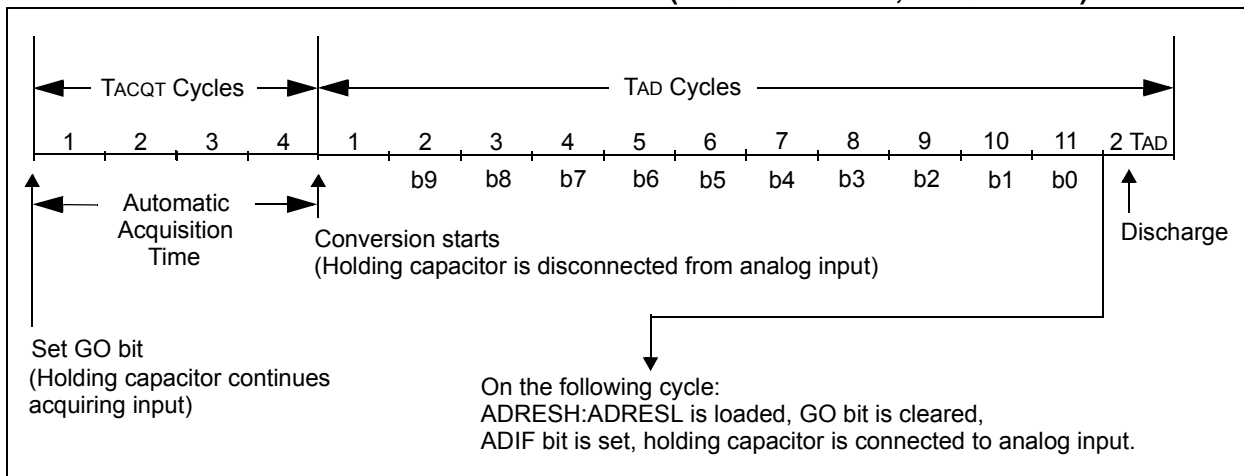 TACQT Cycles
TAD Cycles
1 2 3 4 1 2 3 4 5 6 7 8 9 10 11 2 TAD
b9 b8 b7 b6 b5 b4 b3 b2 b1 b0
Automatic
Acquisition
Time
Conversion starts
(Holding capacitor is disconnected from analog input)
Discharge
Set GO bit
(Holding capacitor continues
acquiring input)
On the following cycle:
ADRESH:ADRESL is loaded, GO bit is cleared,
ADIF bit is set, holding capacitor is connected to analog input.